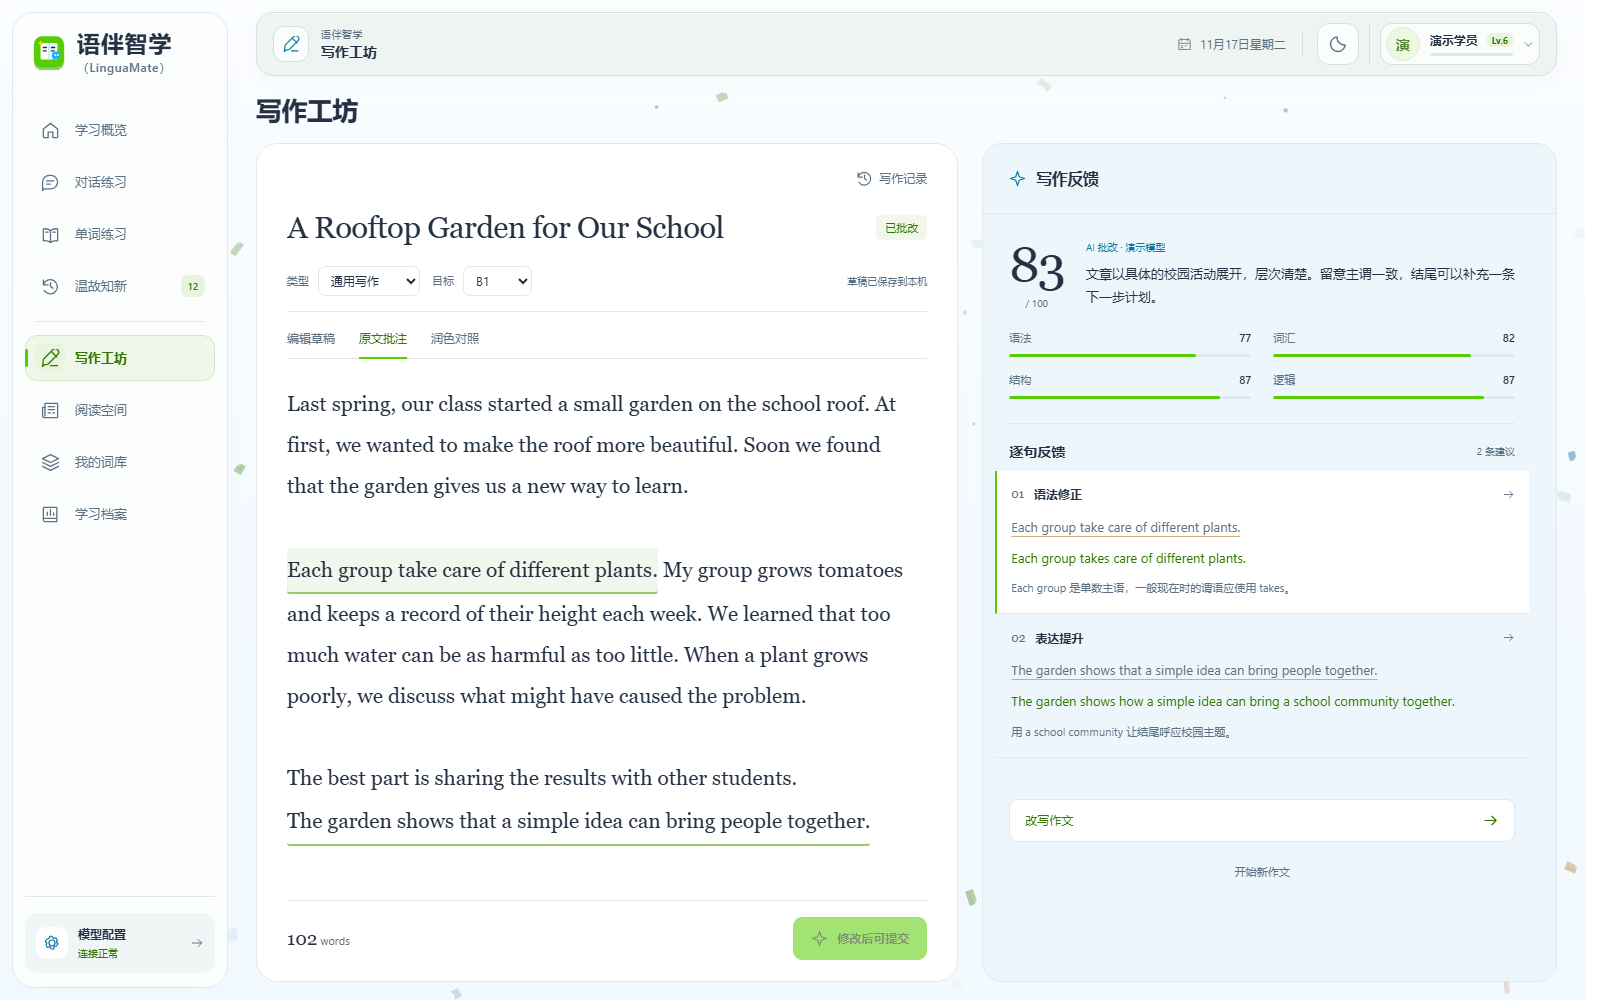 语伴智学
（LinguaMate）
学习概览
对话练习
单词练习
温故知新
12
写作工坊
阅读空间
我的词库
学习档案
模型配置
连接正常
语伴智学
写作工坊
11月17日星期二
演
演示学员
Lv.6
写作工坊
写作记录
A Rooftop Garden for Our School
已批改
类型
通用写作
目标
B1
草稿已保存到本机
编辑草稿
原文批注
润色对照
Last spring, our class started a small garden on the school roof. At
first, we wanted to make the roof more beautiful. Soon we found
that the garden gives us a new way to learn.
Each group take care of different plants. My group grows tomatoes
and keeps a record of their height each week. We learned that too
much water can be as harmful as too little. When a plant grows
poorly, we discuss what might have caused the problem.
The best part is sharing the results with other students.
The garden shows that a simple idea can bring people together.
102 words
修改后可提交
写作反馈
83
/ 100
AI 批改 · 演示模型
文章以具体的校园活动展开，层次清楚。留意主谓一致，结尾可以补充一条
下一步计划。
语法
77
词汇
82
结构
87
逻辑
87
逐句反馈
2 条建议
01 语法修正
Each group take care of different plants.
Each group takes care of different plants.
Each group 是单数主语，一般现在时的谓语应使用 takes。
02 表达提升
The garden shows that a simple idea can bring people together.
The garden shows how a simple idea can bring a school community together.
用 a school community 让结尾呼应校园主题。
改写作文
开始新作文